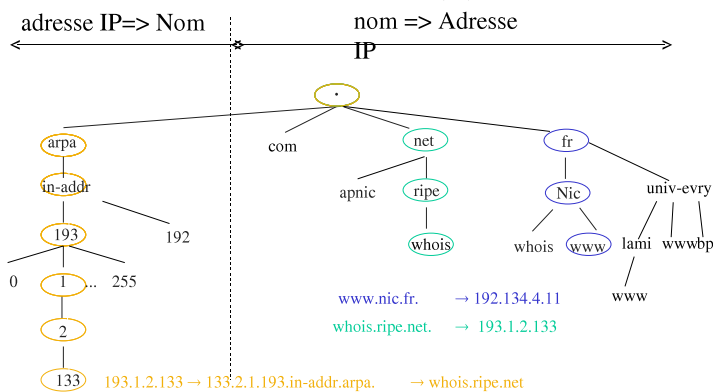 adresse IP=> Nom
nom => Adresse
IP
.
arpa
com
net
fr
in-addr
apnic
ripe
Nic
univ-evry
193
192
whois
whois
www
lami
wwwbp
0
1
...
255
www
2
www.nic.fr. → 192.134.4.11
whois.ripe.net. → 193.1.2.133
133
193.1.2.133 → 133.2.1.193.in-addr.arpa. → whois.ripe.net